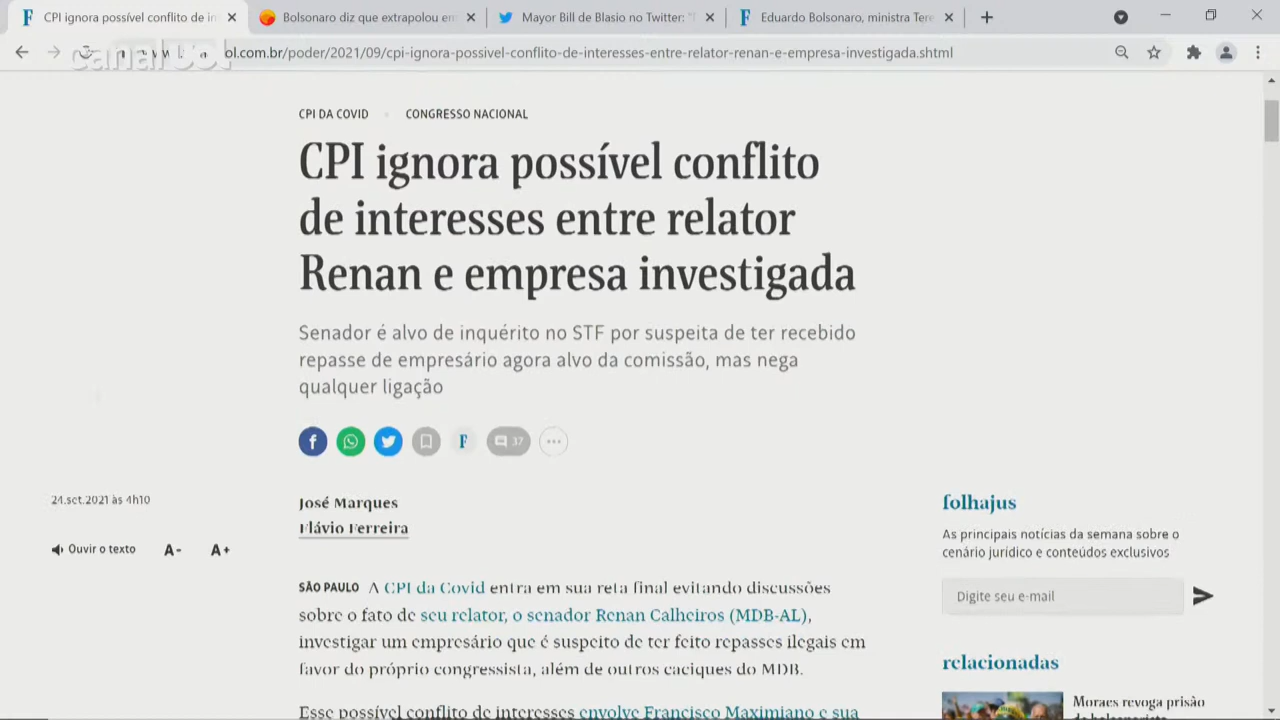 CPI ignora possível conflito de in
Bolsonaro diz que extrapolou em
Mayor Bill de Blasio no Twitter: "
Eduardo Bolsonaro, ministra Tere
canal uol
ol.com.br/poder/2021/09/cpi-ignora-possivel-conflito-de-interesses-entre-relator-renan-e-empresa-investigada.shtml
CPI DA COVID
CONGRESSO NACIONAL
CPI ignora possível conflito
de interesses entre relator
Renan e empresa investigada
Senador é alvo de inquérito no STF por suspeita de ter recebido
repasse de empresário agora alvo da comissão, mas nega
qualquer ligação
37
24.set.2021 às 4h10
Ouvir o texto A- A+
José Marques
Flávio Ferreira
SÃO PAULO A CPI da Covid entra em sua reta final evitando discussões
sobre o fato de seu relator, o senador Renan Calheiros (MDB-AL),
investigar um empresário que é suspeito de ter feito repasses ilegais em
favor do próprio congressista, além de outros caciques do MDB.
Esse possível conflito de interesses envolve Francisco Maximiano e sua
folhajus
As principais notícias da semana sobre o
cenário jurídico e conteúdos exclusivos
Digite seu e-mail
relacionadas
Moraes revoga prisão